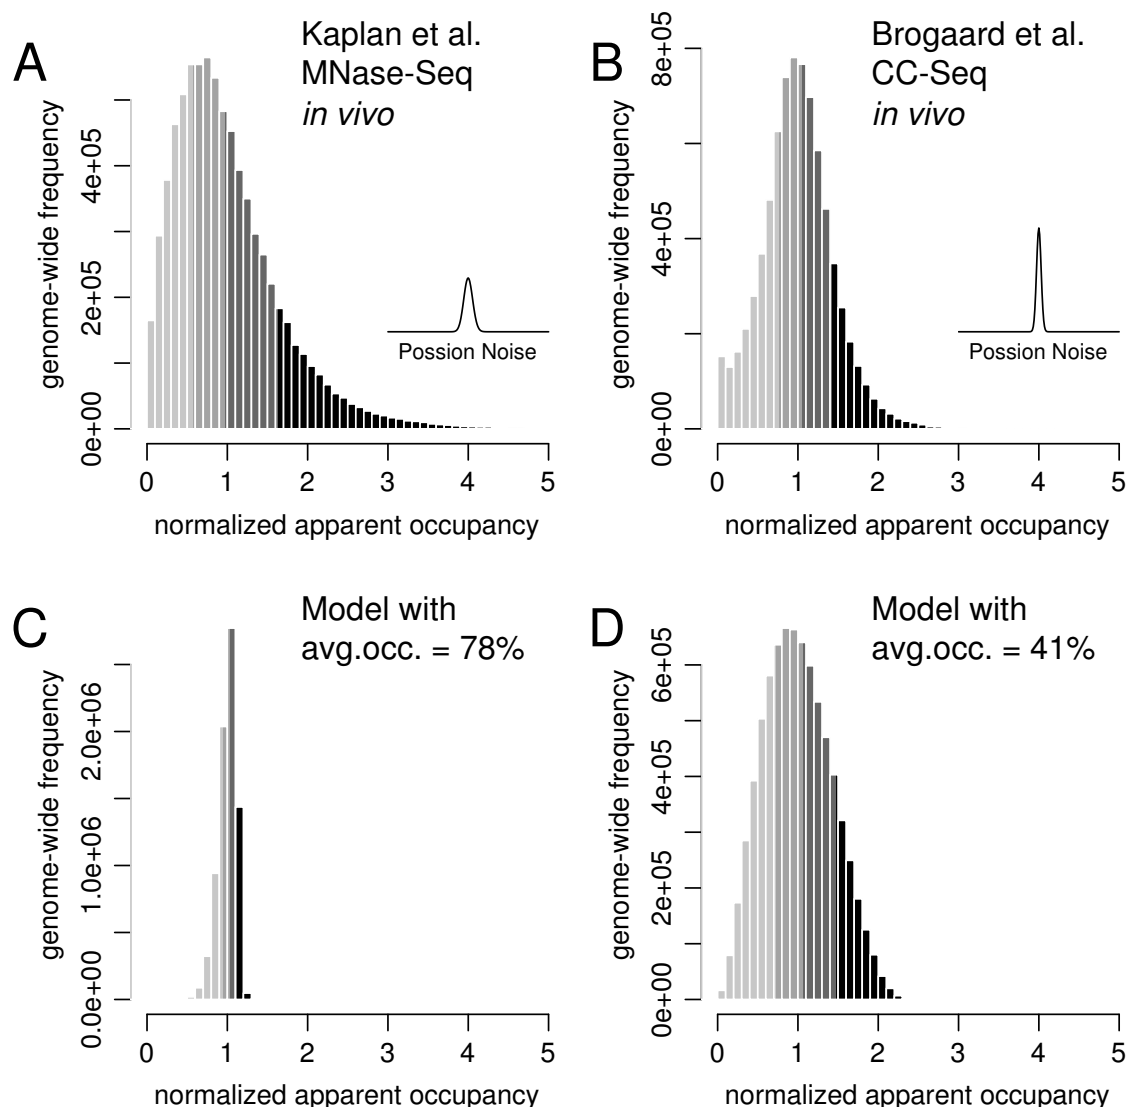 A
Kaplan et al.
MNase-Seq
in vivo
genome-wide frequency
0e+00
2e+05
4e+05
Possion Noise
0 1 2 3 4 5
normalized apparent occupancy
B
Brogaard et al.
CC-Seq
in vivo
genome-wide frequency
0e+00
4e+05
8e+05
Possion Noise
0 1 2 3 4 5
normalized apparent occupancy
C
Model with
avg.occ. = 78%
genome-wide frequency
0.0e+00
1.0e+06
2.0e+06
0 1 2 3 4 5
normalized apparent occupancy
D
Model with
avg.occ. = 41%
genome-wide frequency
0e+00
2e+05
4e+05
6e+05
0 1 2 3 4 5
normalized apparent occupancy